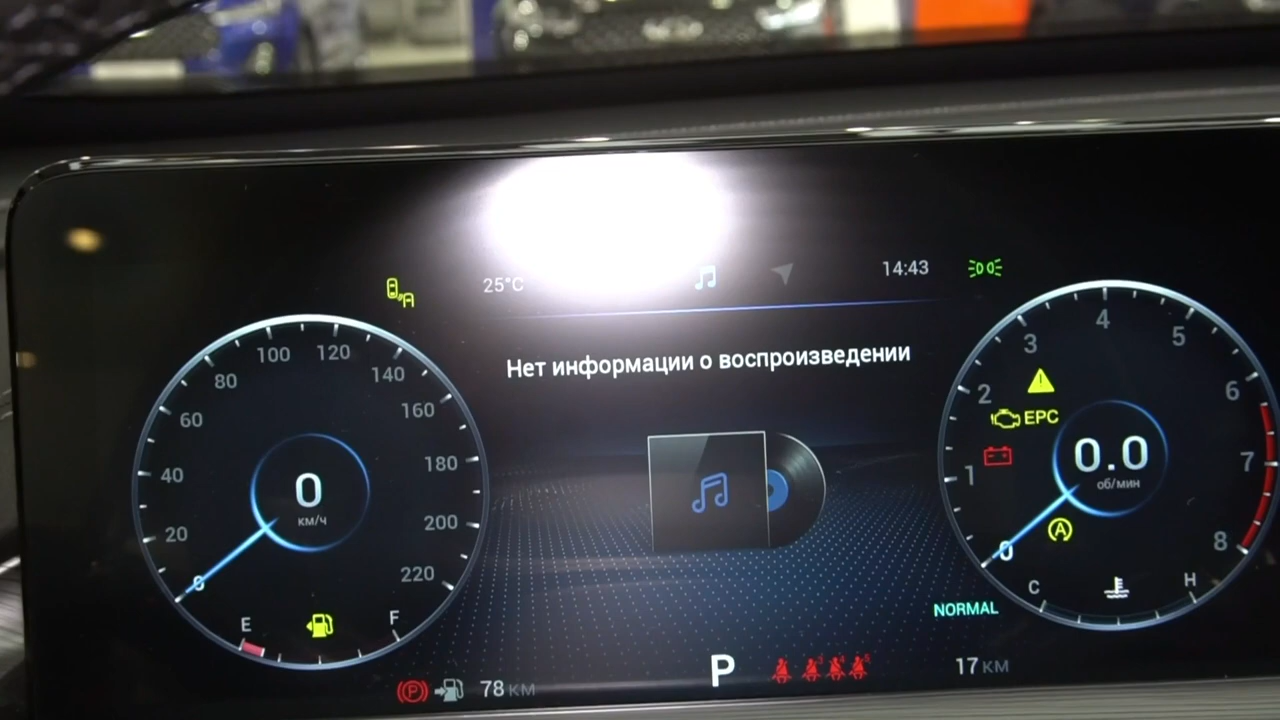 25°C
14:43
Нет информации о воспроизведении
0
20
40
60
80
100
120
140
160
180
200
220
0
км/ч
E
F
0
1
2
3
4
5
6
7
8
EPC
0.0
об/мин
A
C
H
NORMAL
P
78 КМ
P
17 КМ